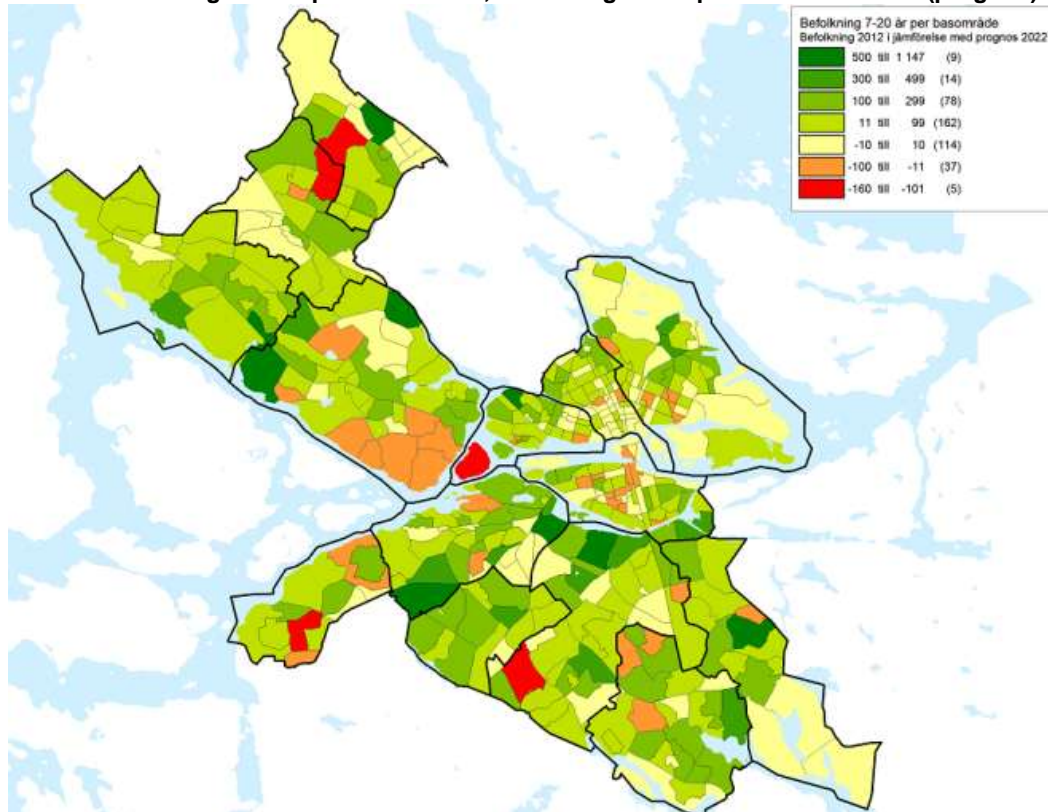 Befolkning 7-20 år per basområde
Befolkning 2012 i jämförelse med prognos 2022
500 till 1 147 (9)
300 till 499 (14)
100 till 299 (78)
11 till 99 (162)
-10 till 10 (114)
-100 till -11 (37)
-160 till -101 (5)